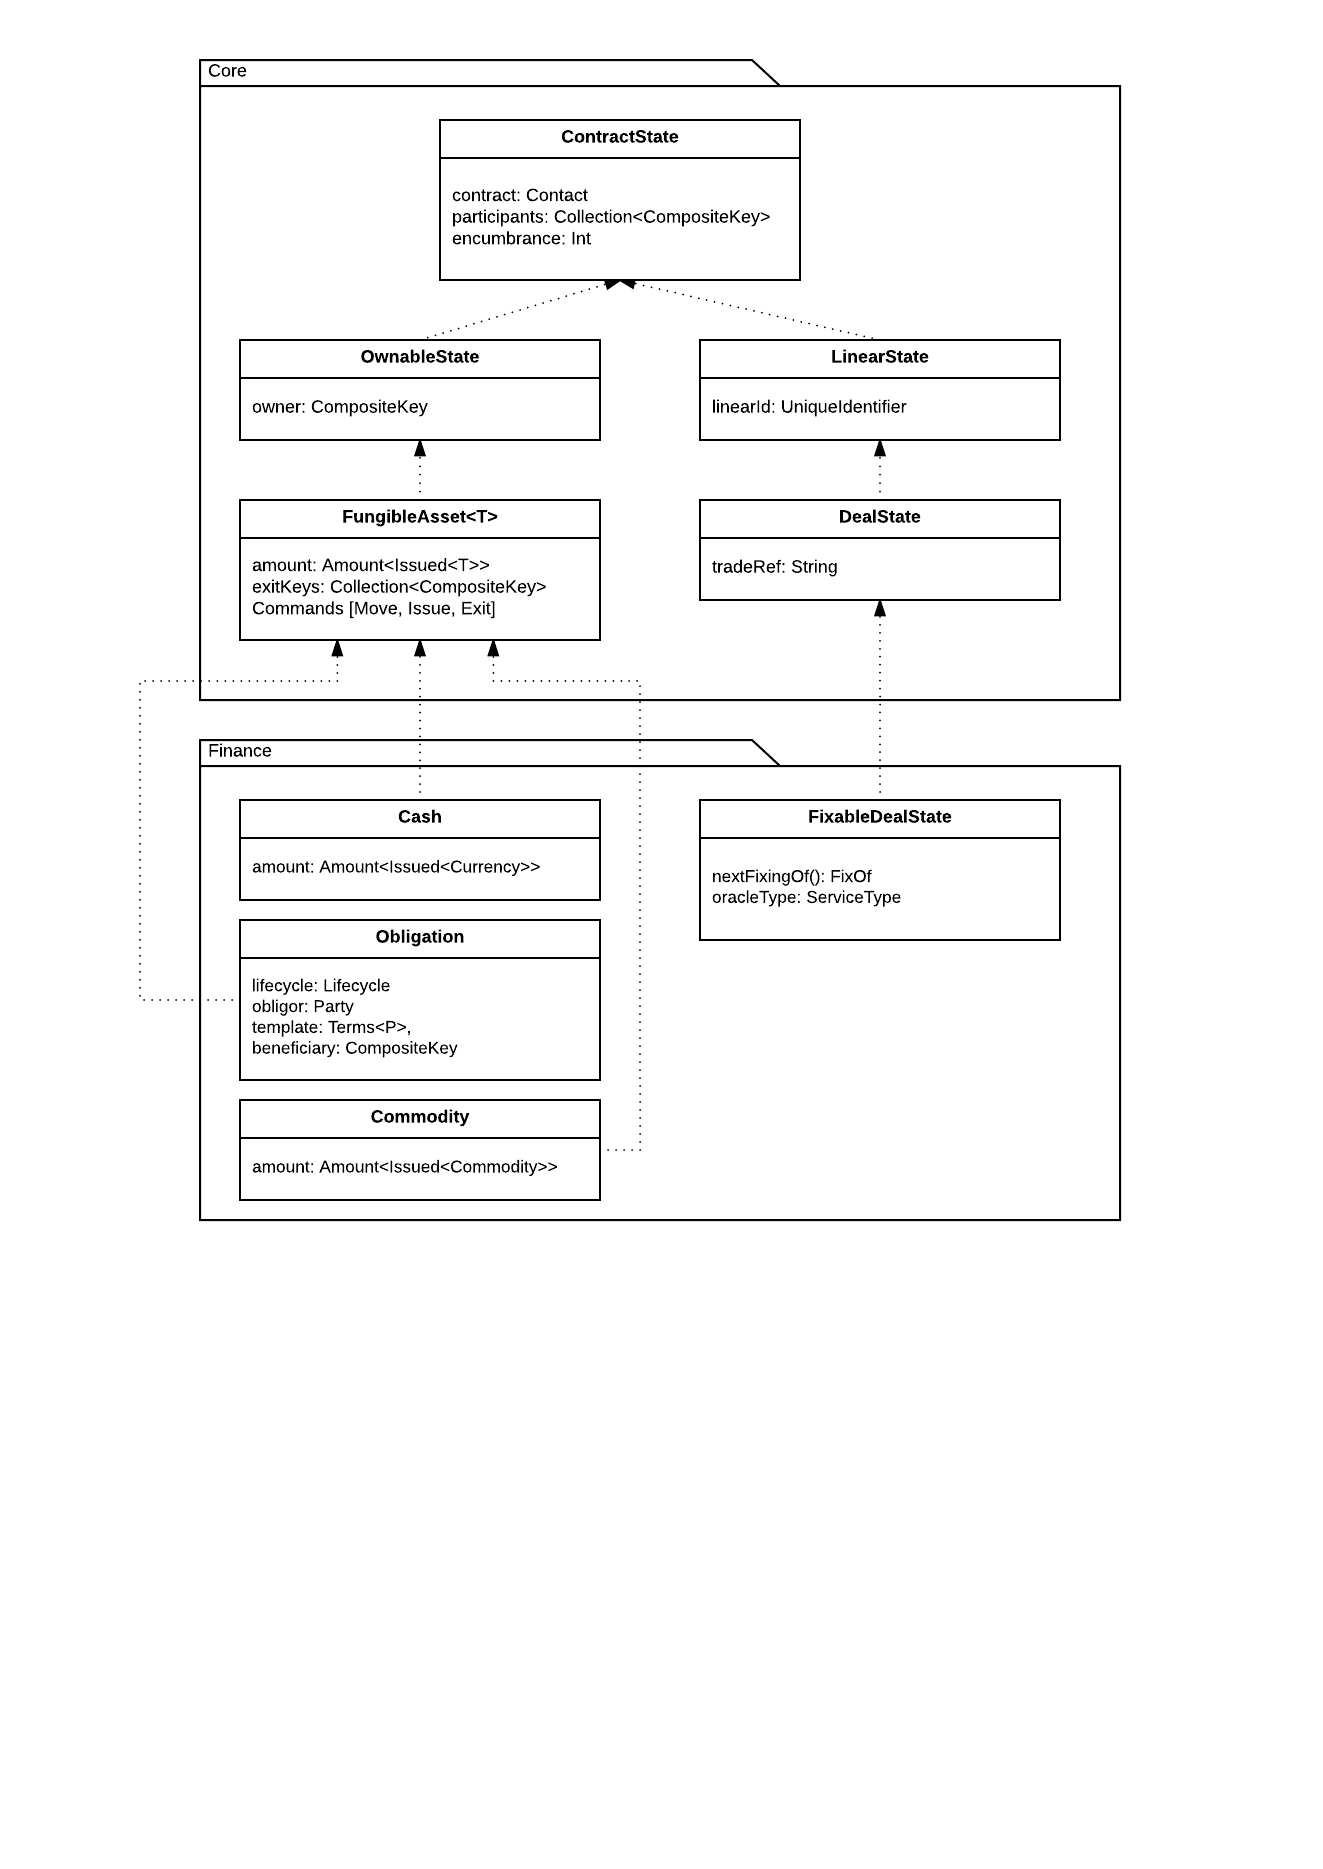 Core
ContractState
contract: Contact
participants: Collection<CompositeKey>
encumbrance: Int
OwnableState
owner: CompositeKey
LinearState
linearId: UniqueIdentifier
FungibleAsset<T>
amount: Amount<Issued<T>>
exitKeys: Collection<CompositeKey>
Commands [Move, Issue, Exit]
DealState
tradeRef: String
Finance
Cash
amount: Amount<Issued<Currency>>
FixableDealState
nextFixingOf(): FixOf
oracleType: ServiceType
Obligation
lifecycle: Lifecycle
obligor: Party
template: Terms<P>,
beneficiary: CompositeKey
Commodity
amount: Amount<Issued<Commodity>>